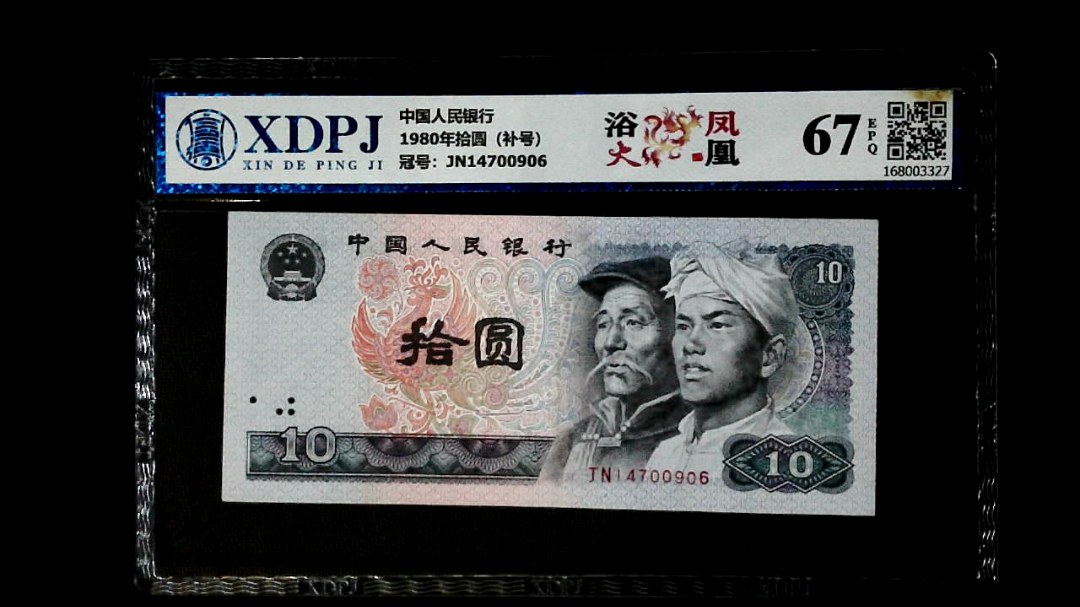 XDPJ
XIN DE PING JI
中国人民银行
1980年拾圆（补号）
冠号：JN14700906
浴火
凤凰
67
EPQ
168003327
中国人民银行
10
拾圆
10
JN14700906
10